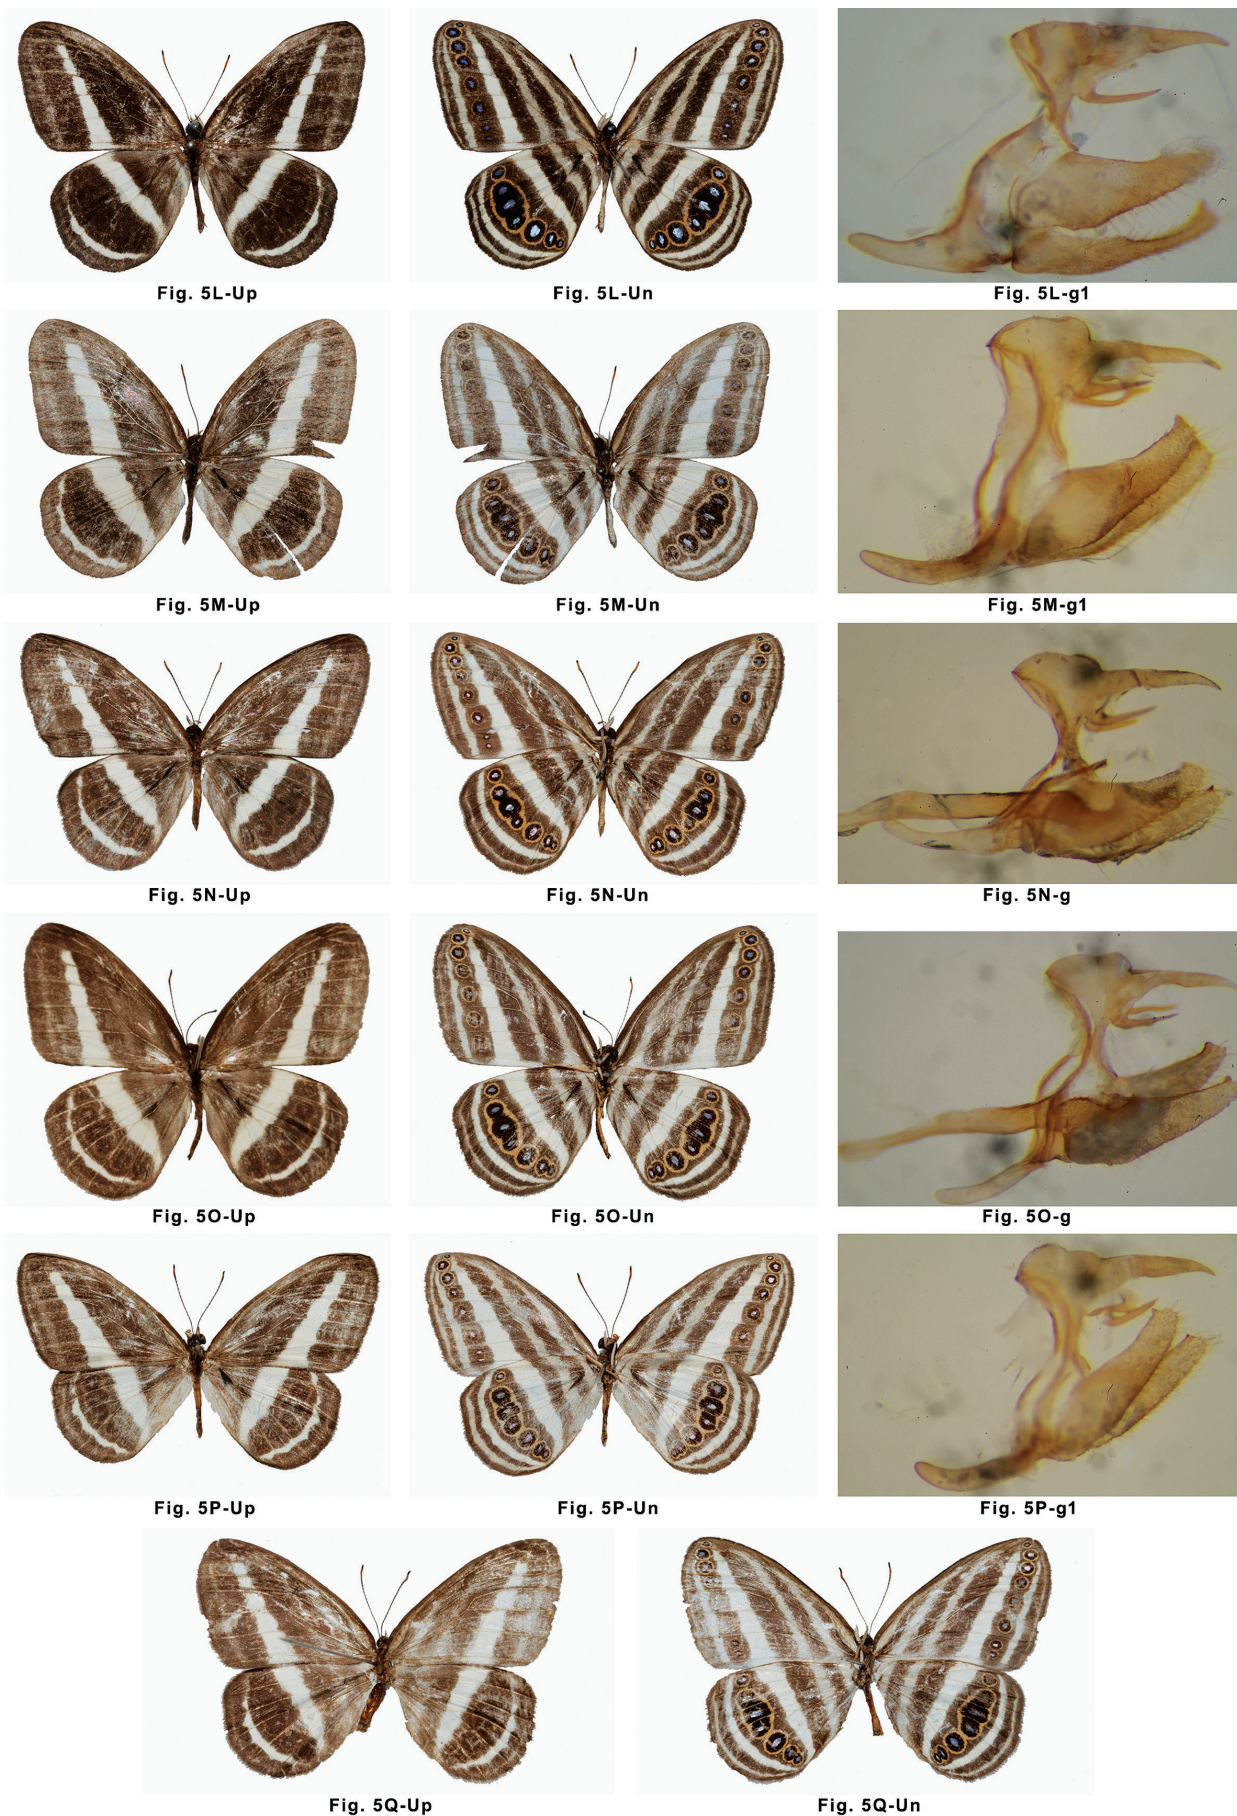 Fig. 5L-Up
Fig. 5L-Un
Fig. 5L-g1
Fig. 5M-Up
Fig. 5M-Un
Fig. 5M-g1
Fig. 5N-Up
Fig. 5N-Un
Fig. 5N-g
Fig. 5O-Up
Fig. 5O-Un
Fig. 5O-g
Fig. 5P-Up
Fig. 5P-Un
Fig. 5P-g1
Fig. 5Q-Up
Fig. 5Q-Un